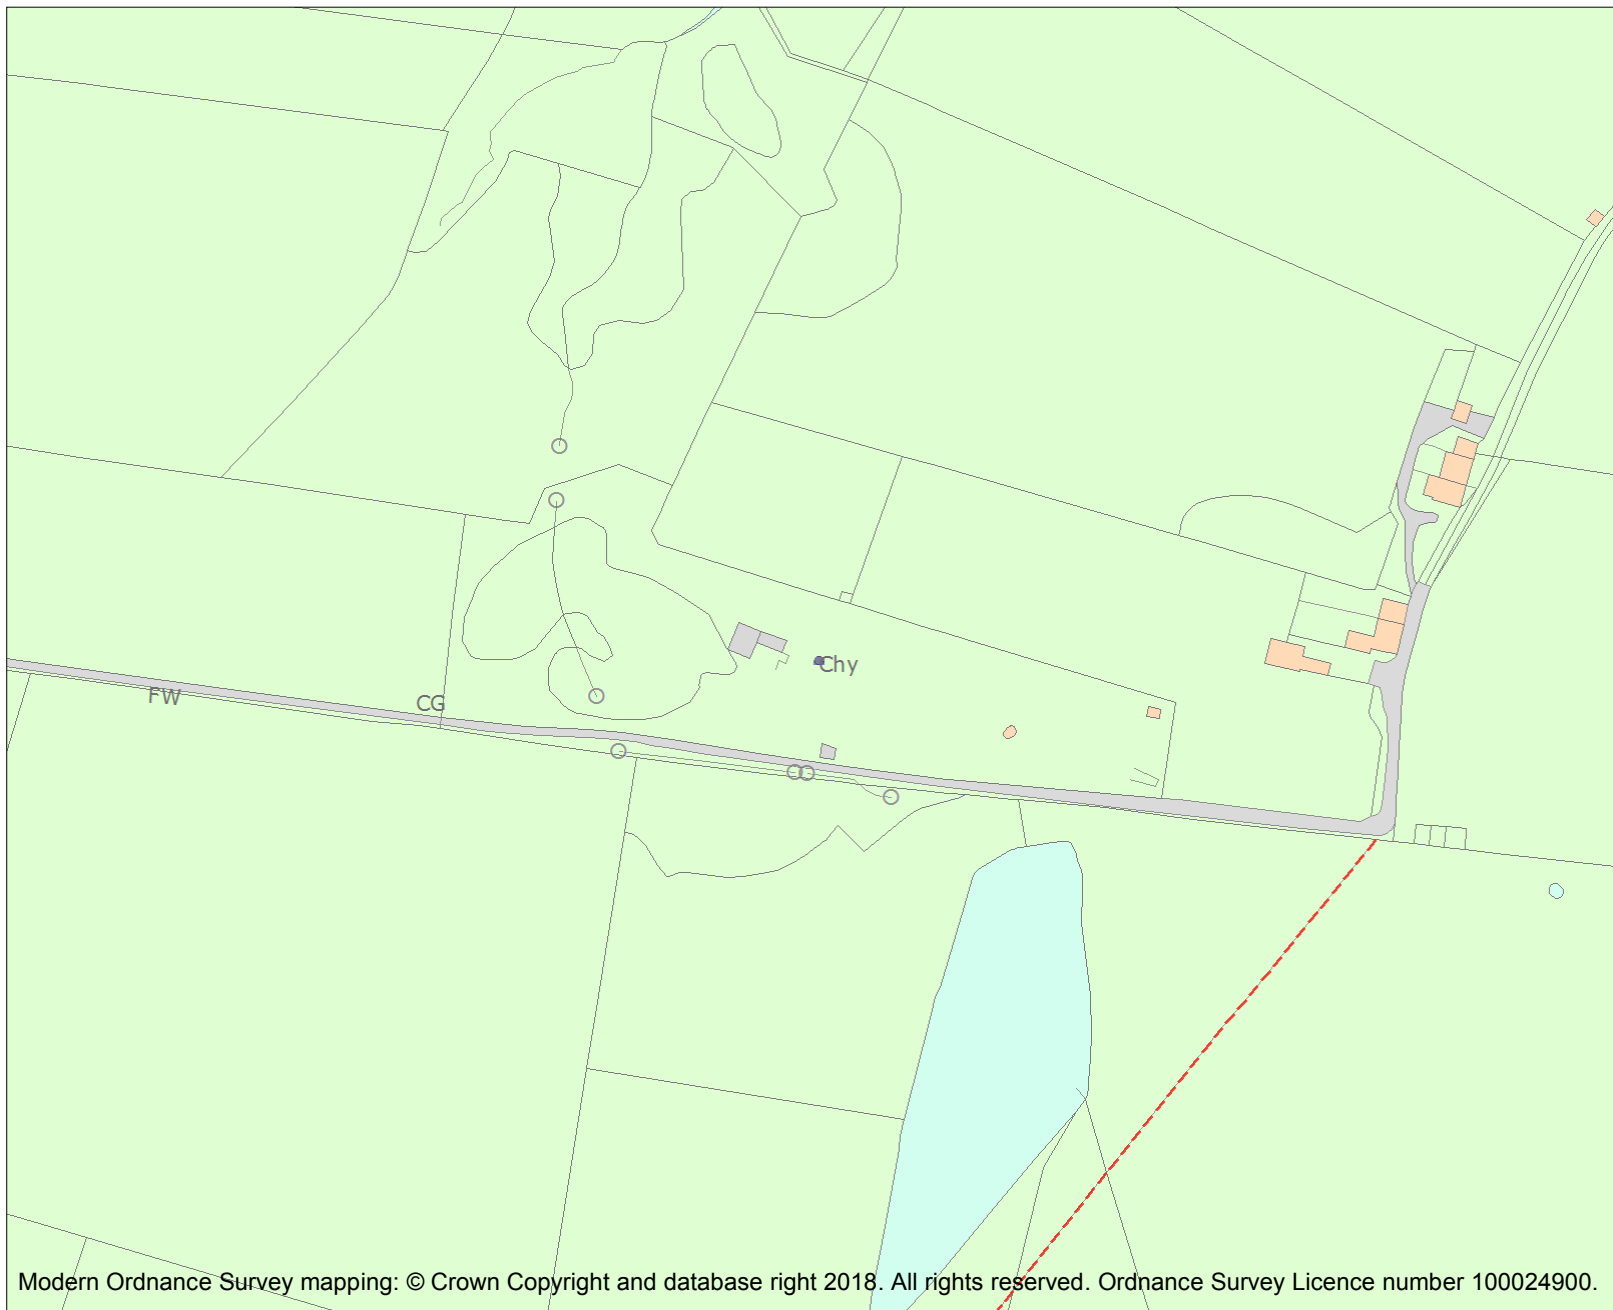 Chy
FW
CG
Modern Ordnance Survey mapping: © Crown Copyright and database right 2018. All rights reserved. Ordnance Survey Licence number 100024900.